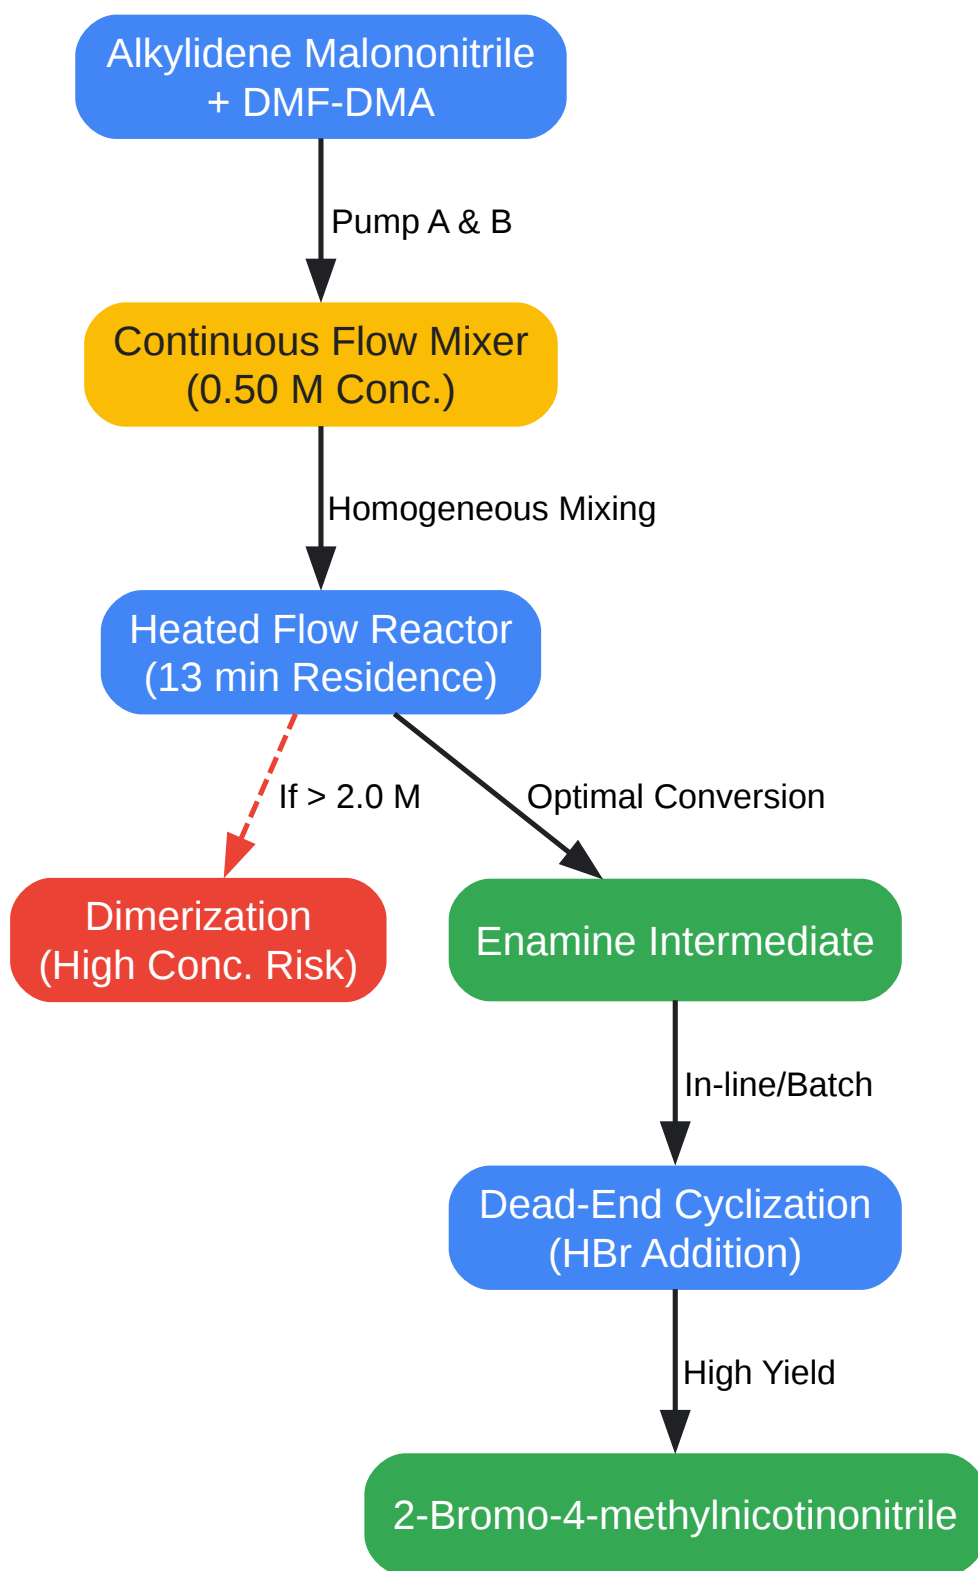 Alkylidene Malononitrile
+ DMF-DMA
Pump A & B
Continuous Flow Mixer
(0.50 M Conc.)
Homogeneous Mixing
Heated Flow Reactor
(13 min Residence)
If > 2.0 M
Optimal Conversion
Dimerization
(High Conc. Risk)
Enamine Intermediate
In-line/Batch
Dead-End Cyclization
(HBr Addition)
High Yield
2-Bromo-4-methylnicotinonitrile